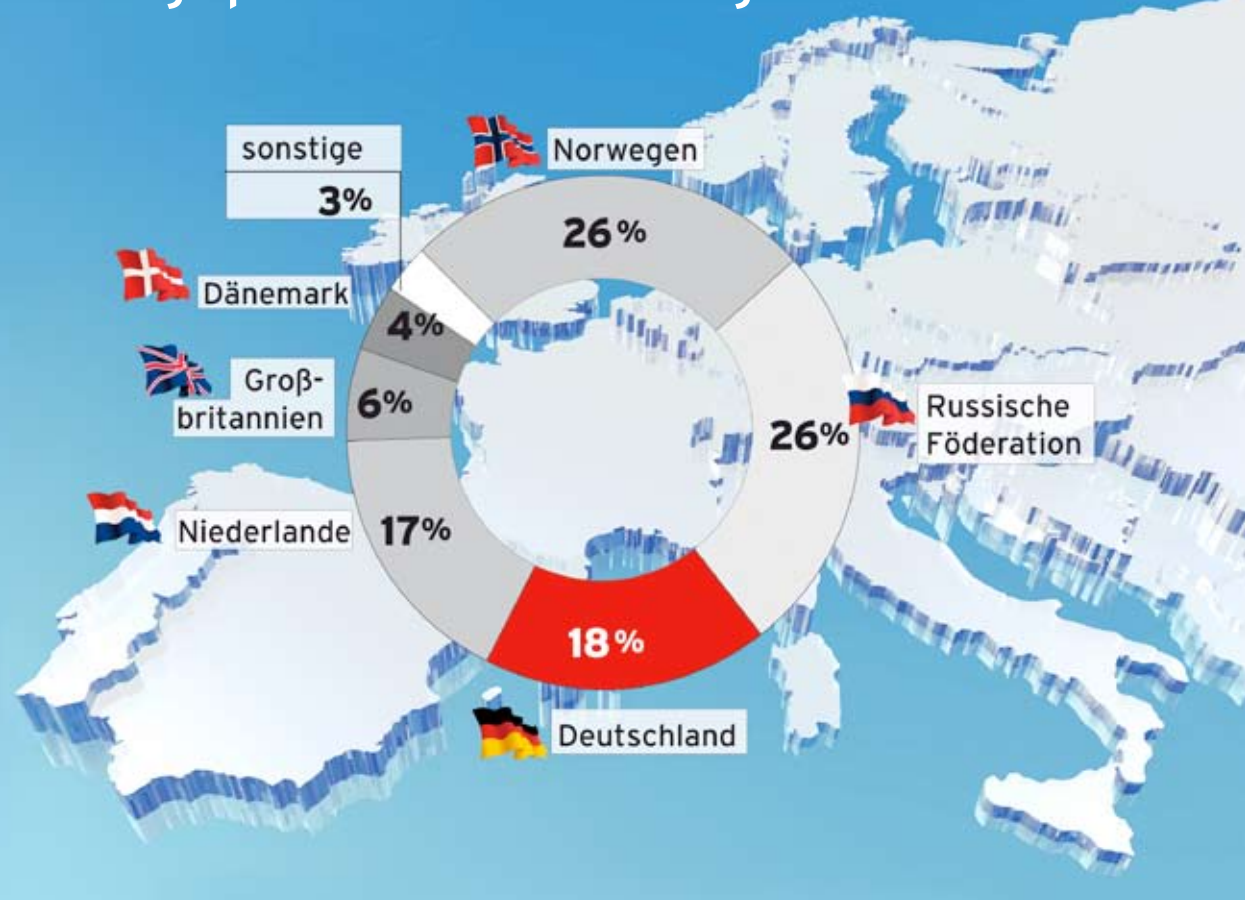 sonstige
3%
Norwegen
26%
Dänemark
4%
Groß-
britannien
6%
26%
Russische
Föderation
Niederlande
17%
18%
Deutschland